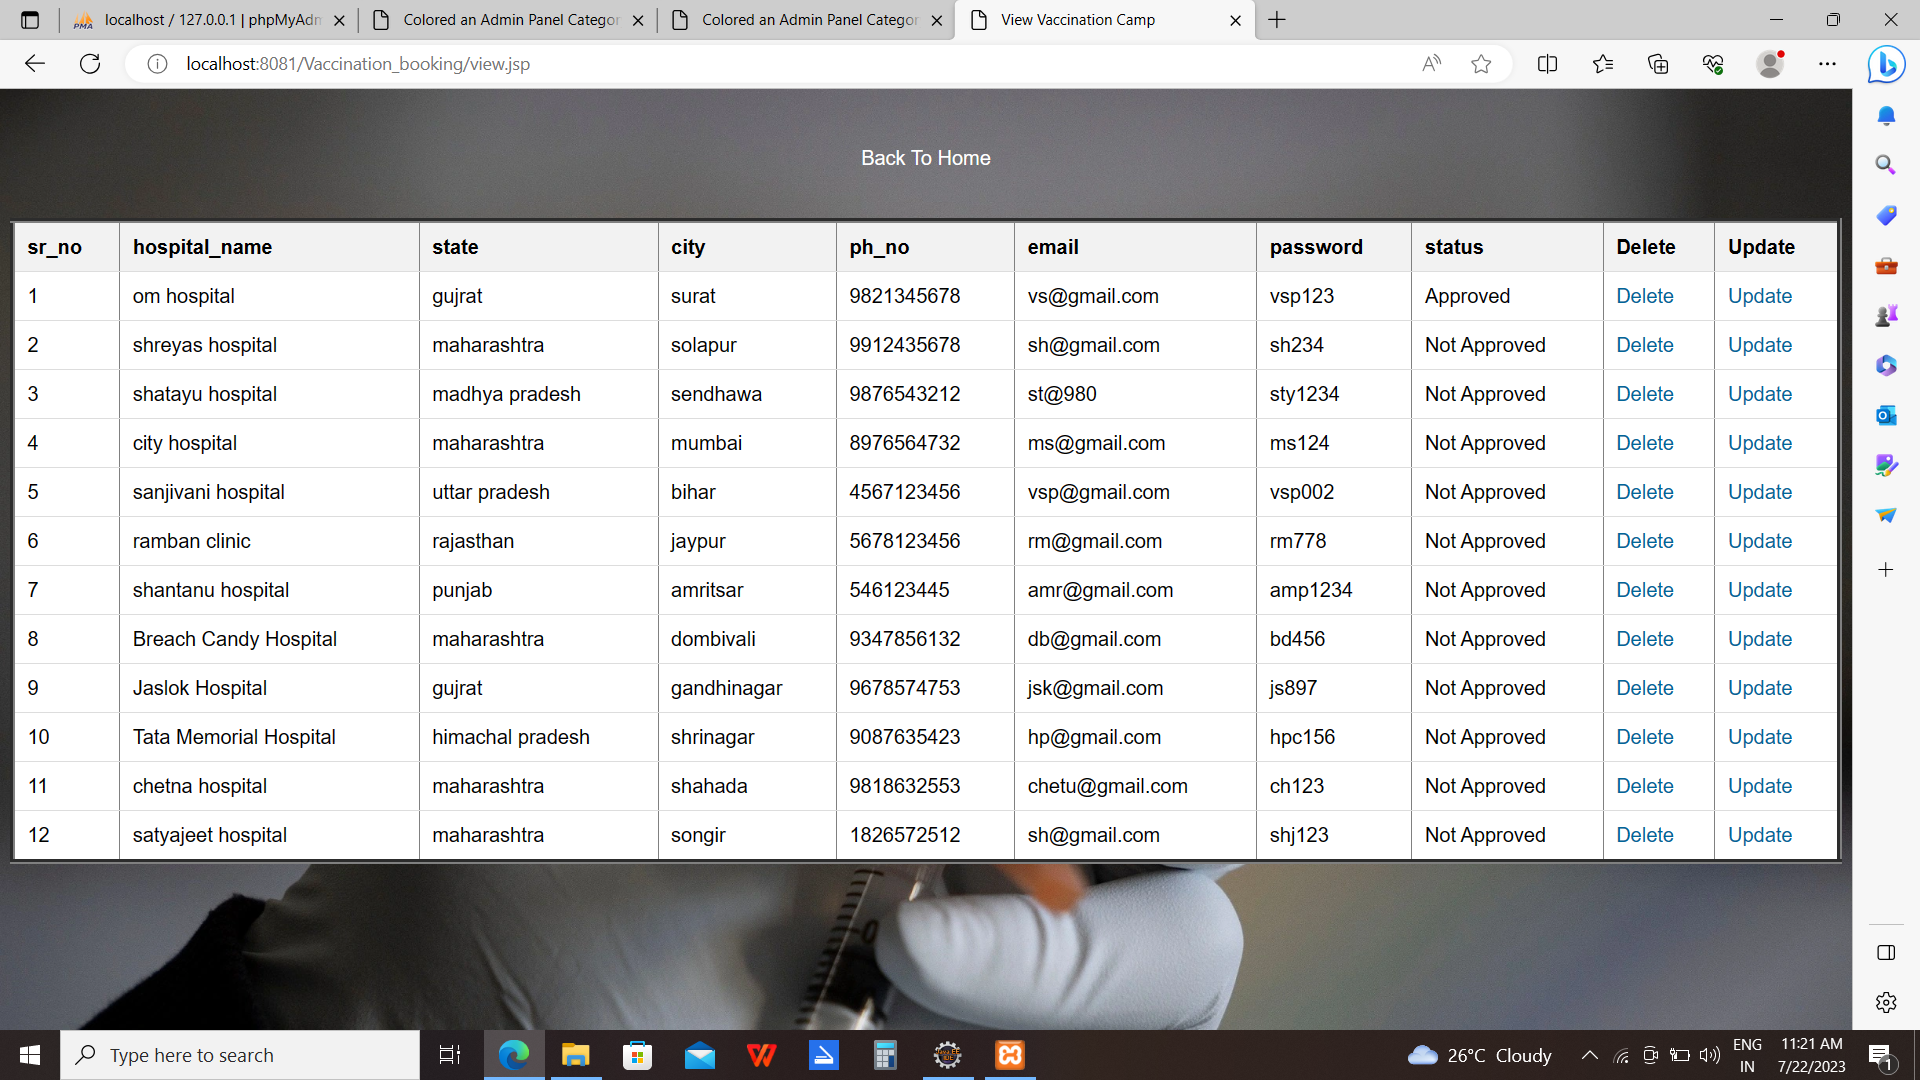 localhost / 127.0.0.1 | phpMyAdm
Colored an Admin Panel Categor
Colored an Admin Panel Categor
View Vaccination Camp
localhost:8081/Vaccination_booking/view.jsp
Back To Home
sr_no hospital_name state city ph_no email password status Delete Update
1 om hospital gujrat surat 9821345678 vs@gmail.com vsp123 Approved Delete Update
2 shreyas hospital maharashtra solapur 9912435678 sh@gmail.com sh234 Not Approved Delete Update
3 shatayu hospital madhya pradesh sendhawa 9876543212 st@980 sty1234 Not Approved Delete Update
4 city hospital maharashtra mumbai 8976564732 ms@gmail.com ms124 Not Approved Delete Update
5 sanjivani hospital uttar pradesh bihar 4567123456 vsp@gmail.com vsp002 Not Approved Delete Update
6 ramban clinic rajasthan jaypur 5678123456 rm@gmail.com rm778 Not Approved Delete Update
7 shantanu hospital punjab amritsar 546123445 amr@gmail.com amp1234 Not Approved Delete Update
8 Breach Candy Hospital maharashtra dombivali 9347856132 db@gmail.com bd456 Not Approved Delete Update
9 Jaslok Hospital gujrat gandhinagar 9678574753 jsk@gmail.com js897 Not Approved Delete Update
10 Tata Memorial Hospital himachal pradesh shrinagar 9087635423 hp@gmail.com hpc156 Not Approved Delete Update
11 chetna hospital maharashtra shahada 9818632553 chetu@gmail.com ch123 Not Approved Delete Update
12 satyajeet hospital maharashtra songir 1826572512 sh@gmail.com shj123 Not Approved Delete Update
Type here to search
26°C Cloudy
ENG
IN
11:21 AM
7/22/2023
1